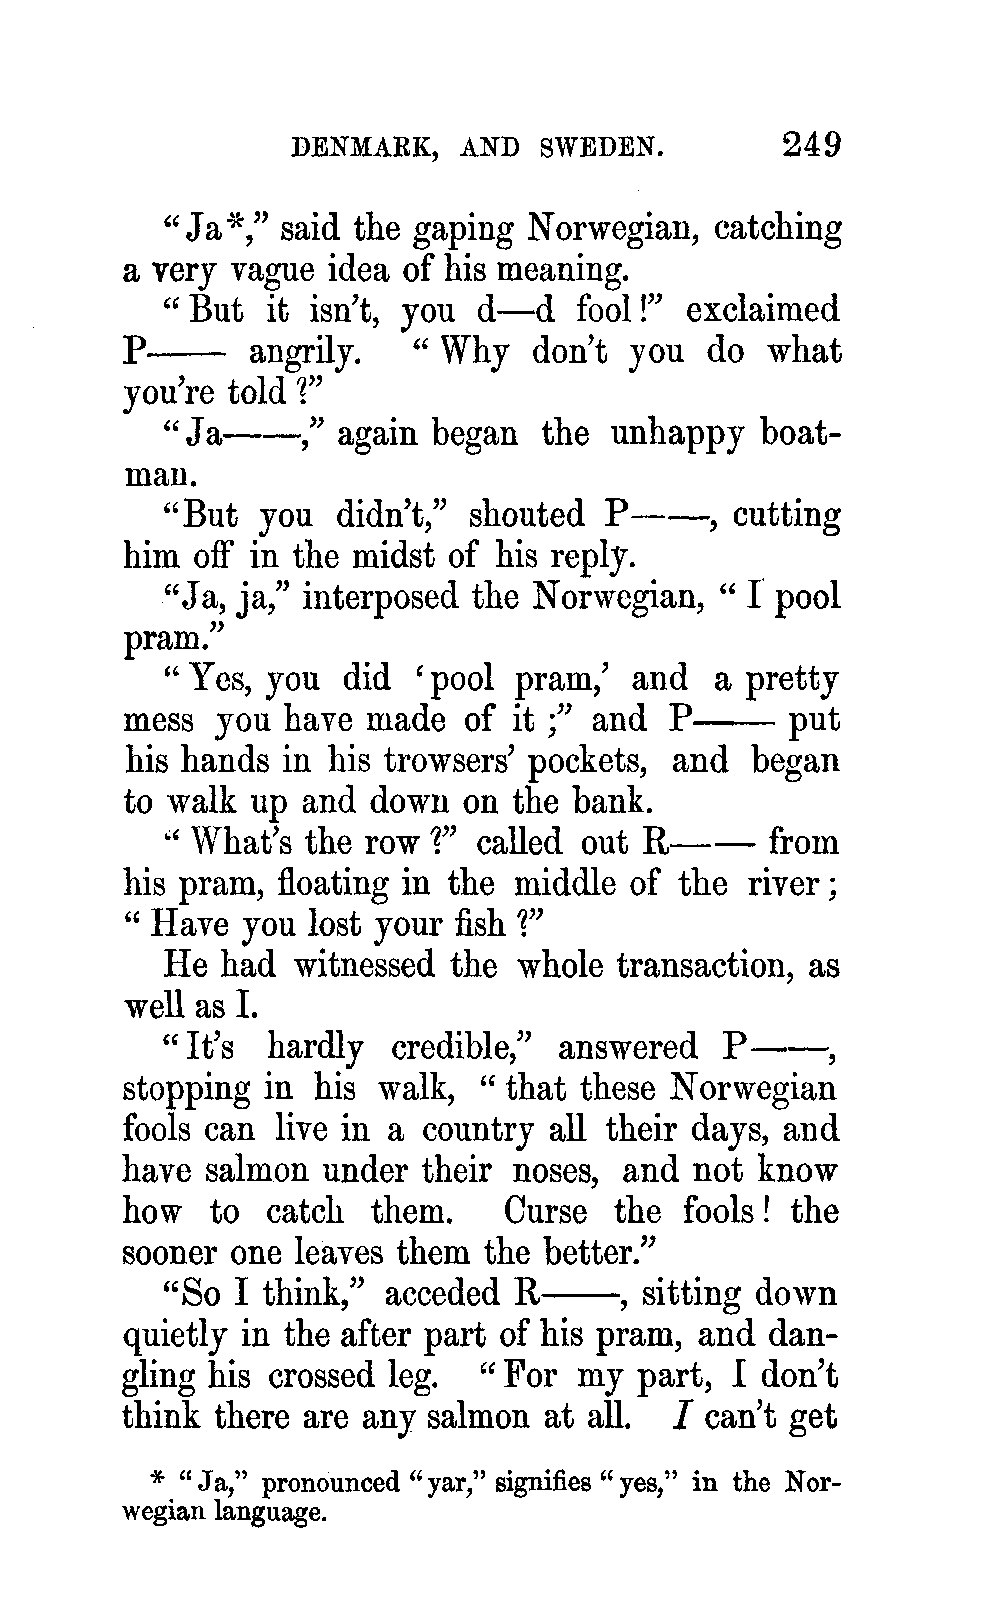 DENMARK, AND SWEDEN. 249
“Ja*,” said the gaping Norwegian, catching
a very vague idea of his meaning.
“But it isn’t, you d—d fool!” exclaimed
P—— angrily. “Why don’t you do what
you’re told?”
“Ja——,” again began the unhappy boat-
man.
“But you didn’t,” shouted P——, cutting
him off in the midst of his reply.
“Ja, ja,” interposed the Norwegian, “I pool
pram.”
“Yes, you did ‘pool pram,’ and a pretty
mess you have made of it;” and P—— put
his hands in his trowsers’ pockets, and began
to walk up and down on the bank.
“What’s the row?” called out R—— from
his pram, floating in the middle of the river;
“Have you lost your fish?”
He had witnessed the whole transaction, as
well as I.
“It’s hardly credible,” answered P——,
stopping in his walk, “that these Norwegian
fools can live in a country all their days, and
have salmon under their noses, and not know
how to catch them. Curse the fools! the
sooner one leaves them the better.”
“So I think,” acceded R——, sitting down
quietly in the after part of his pram, and dan-
gling his crossed leg. “For my part, I don’t
think there are any salmon at all. I can’t get
* “Ja,” pronounced “yar,” signifies “yes,” in the Nor-
wegian language.